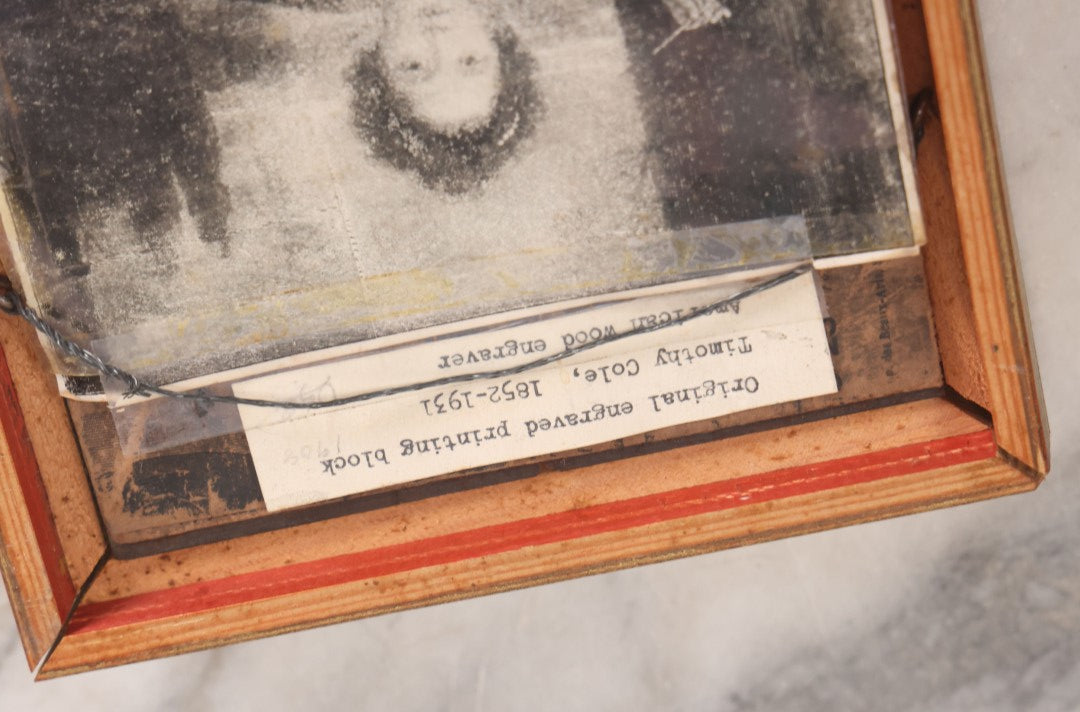 Original engraved printing block
Timothy Cole, 1852-1931
American wood engraver